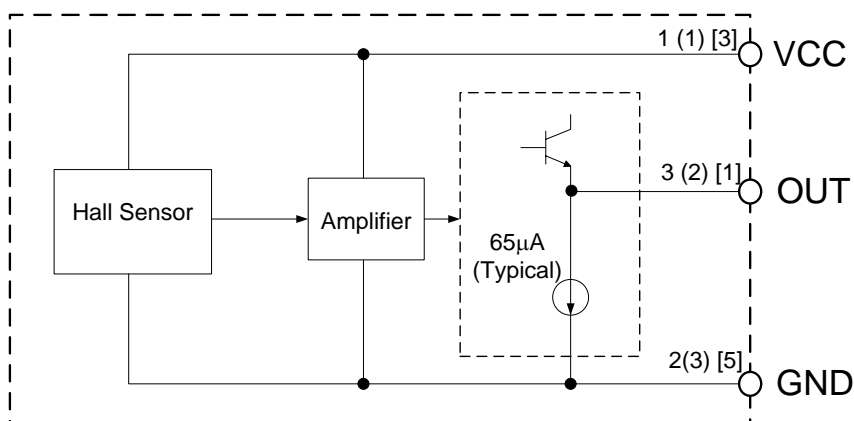 1 (1) [3]
VCC
3 (2) [1]
OUT
Hall Sensor
Amplifier
65μA
(Typical)
2(3) [5]
GND